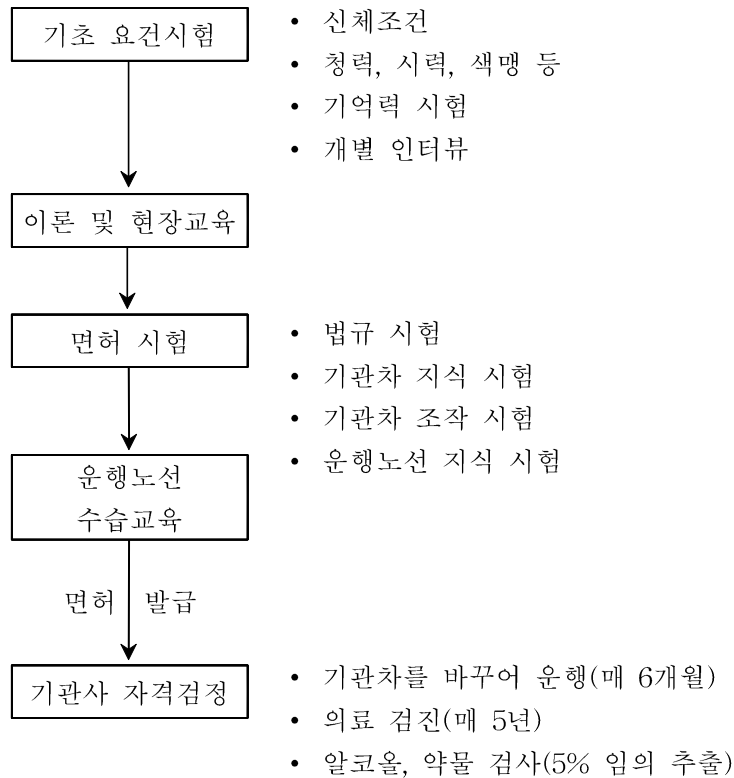 기초 요건시험
• 신체조건
• 청력, 시력, 색맹 등
• 기억력 시험
• 개별 인터뷰
이론 및 현장교육
면허 시험
• 법규 시험
• 기관차 지식 시험
• 기관차 조작 시험
• 운행노선 지식 시험
운행노선
수습교육
면허 발급
기관사 자격검정
• 기관차를 바꾸어 운행(매 6개월)
• 의료 검진(매 5년)
• 알코올, 약물 검사(5% 임의 추출)